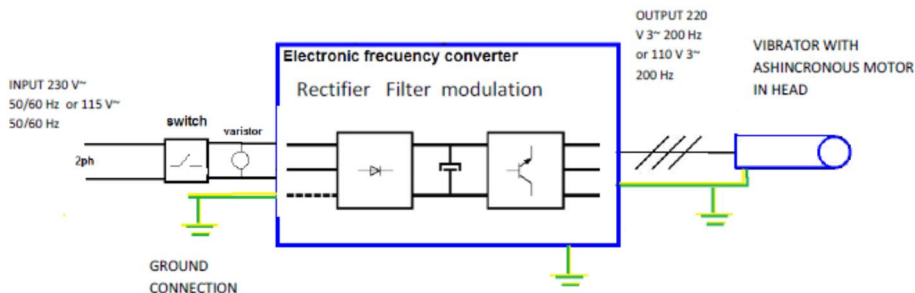 OUTPUT 220
V 3~ 200 Hz
or 110 V 3~
200 Hz
VIBRATOR WITH
ASHINCRONOUS MOTOR
IN HEAD
Electronic frecuency converter
Rectifier Filter modulation
INPUT 230 V~
50/60 Hz or 115 V~
50/60 Hz
switch
varistor
2ph
GROUND
CONNECTION